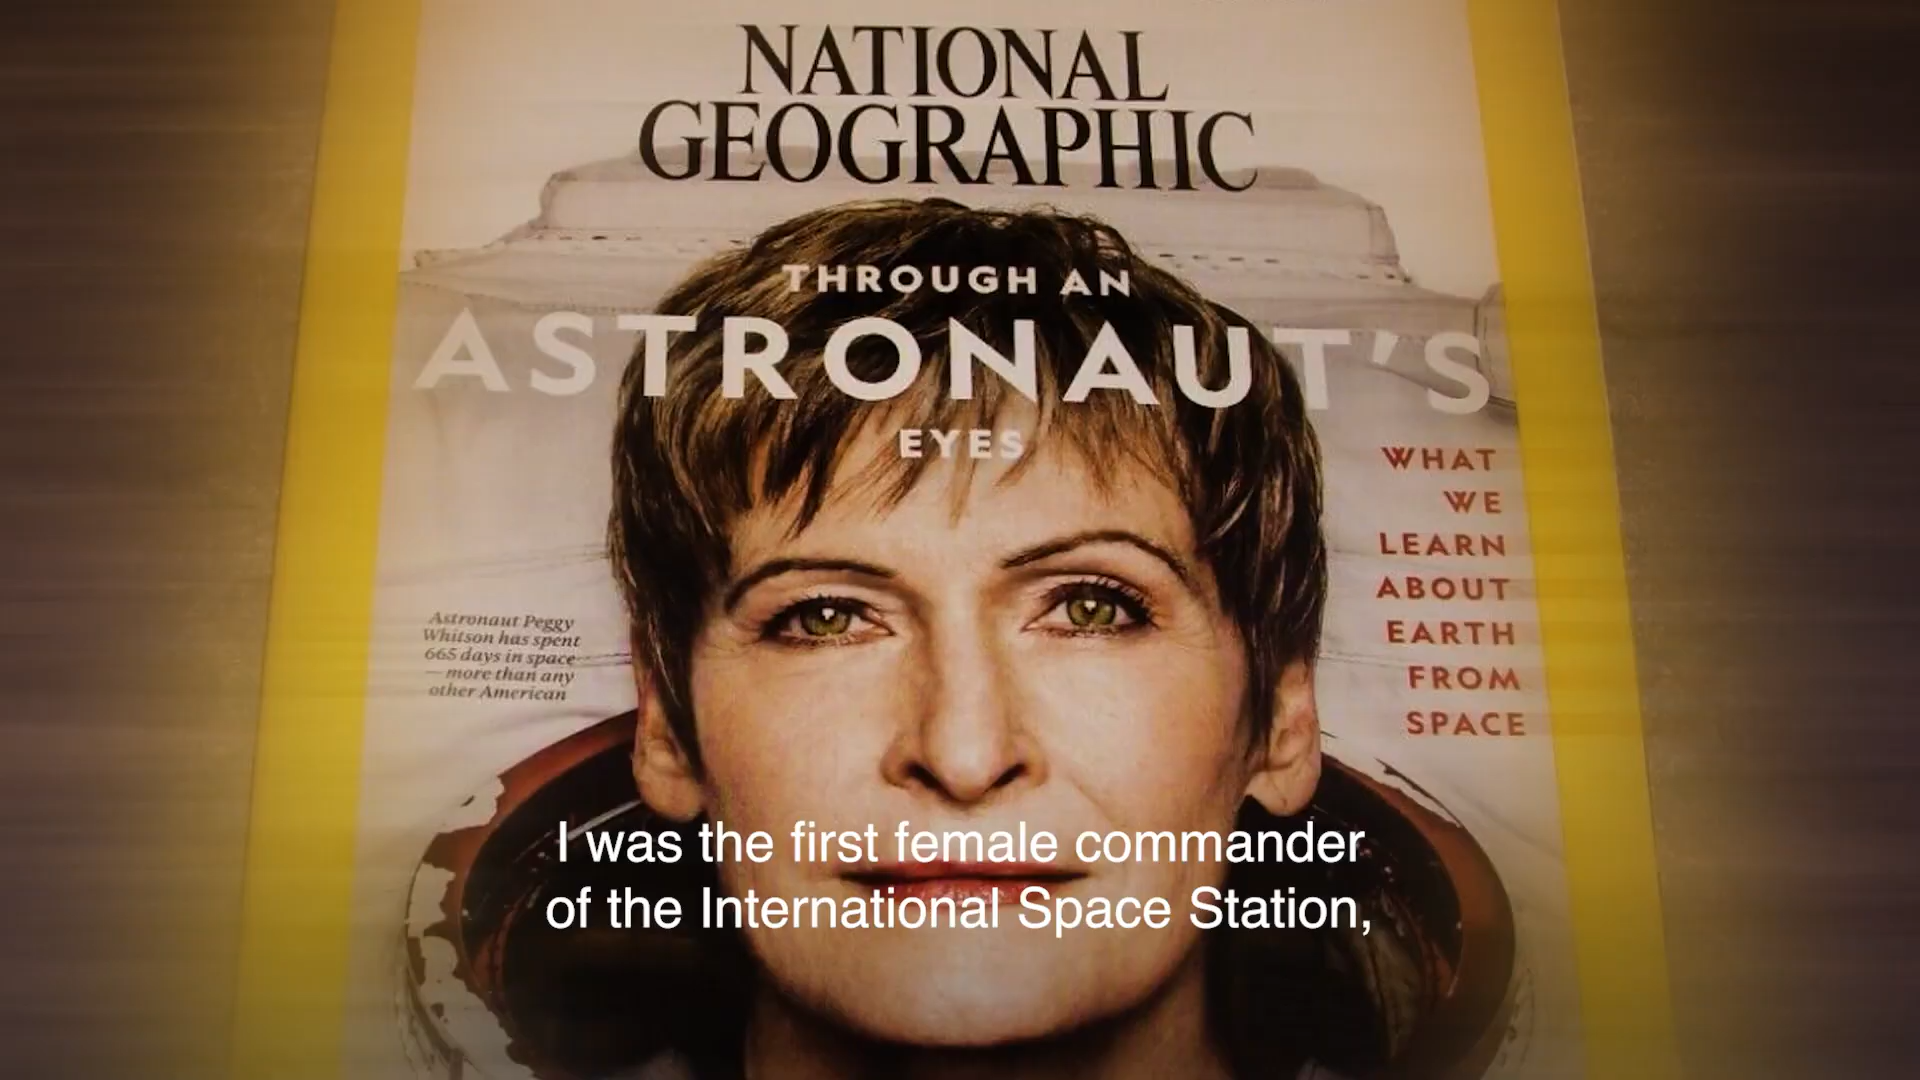 NATIONAL
GEOGRAPHIC
THROUGH AN
ASTRONAUT'S
EYES
WHAT
WE
LEARN
ABOUT
EARTH
FROM
SPACE
Astronaut Peggy
Whitson has spent
665 days in space
— more than any
other American
I was the first female commander
of the International Space Station,